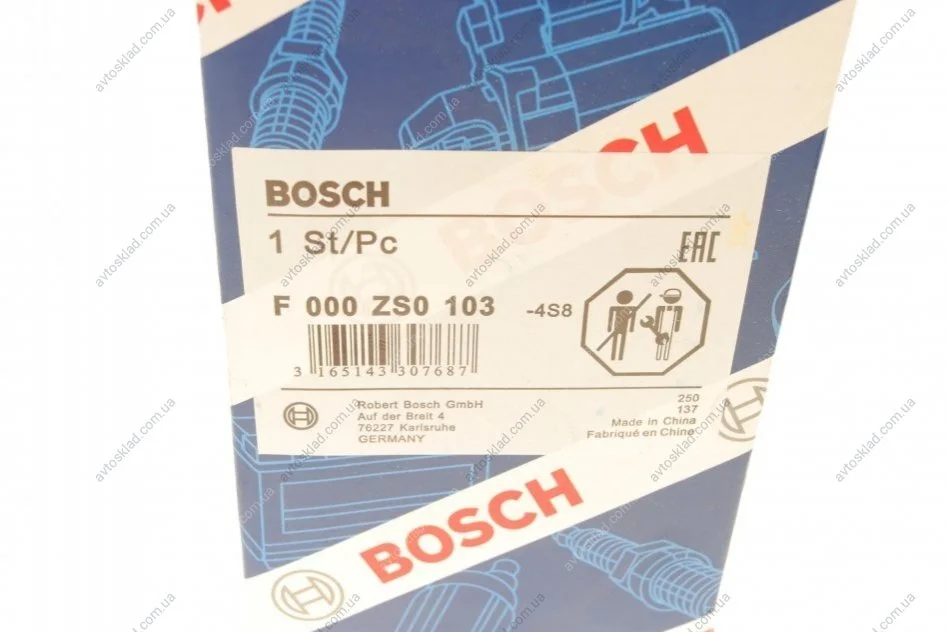 BOSCH
BOSCH
1 St/Pc
EAC
F 000 ZS0 103 -4S8
3 165143 307687
Robert Bosch GmbH
Auf der Breit 4
76227 Karlsruhe
GERMANY
250
137
Made in China
Fabriqué en Chine
BOSCH
avtosklad.com.ua